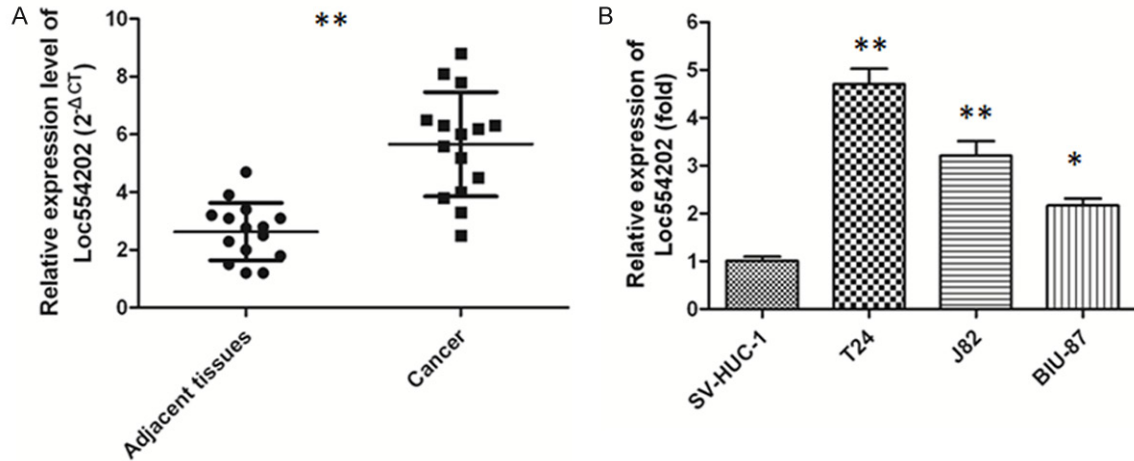 A
Relative expression level of
Loc554202 (2-ΔCT)
10
8
6
4
2
0
**
Adjacent tissues
Cancer
B
Relative expression of
Loc554202 (fold)
6
5
4
3
2
1
0
**
**
*
SV-HUC-1
T24
J82
BIU-87